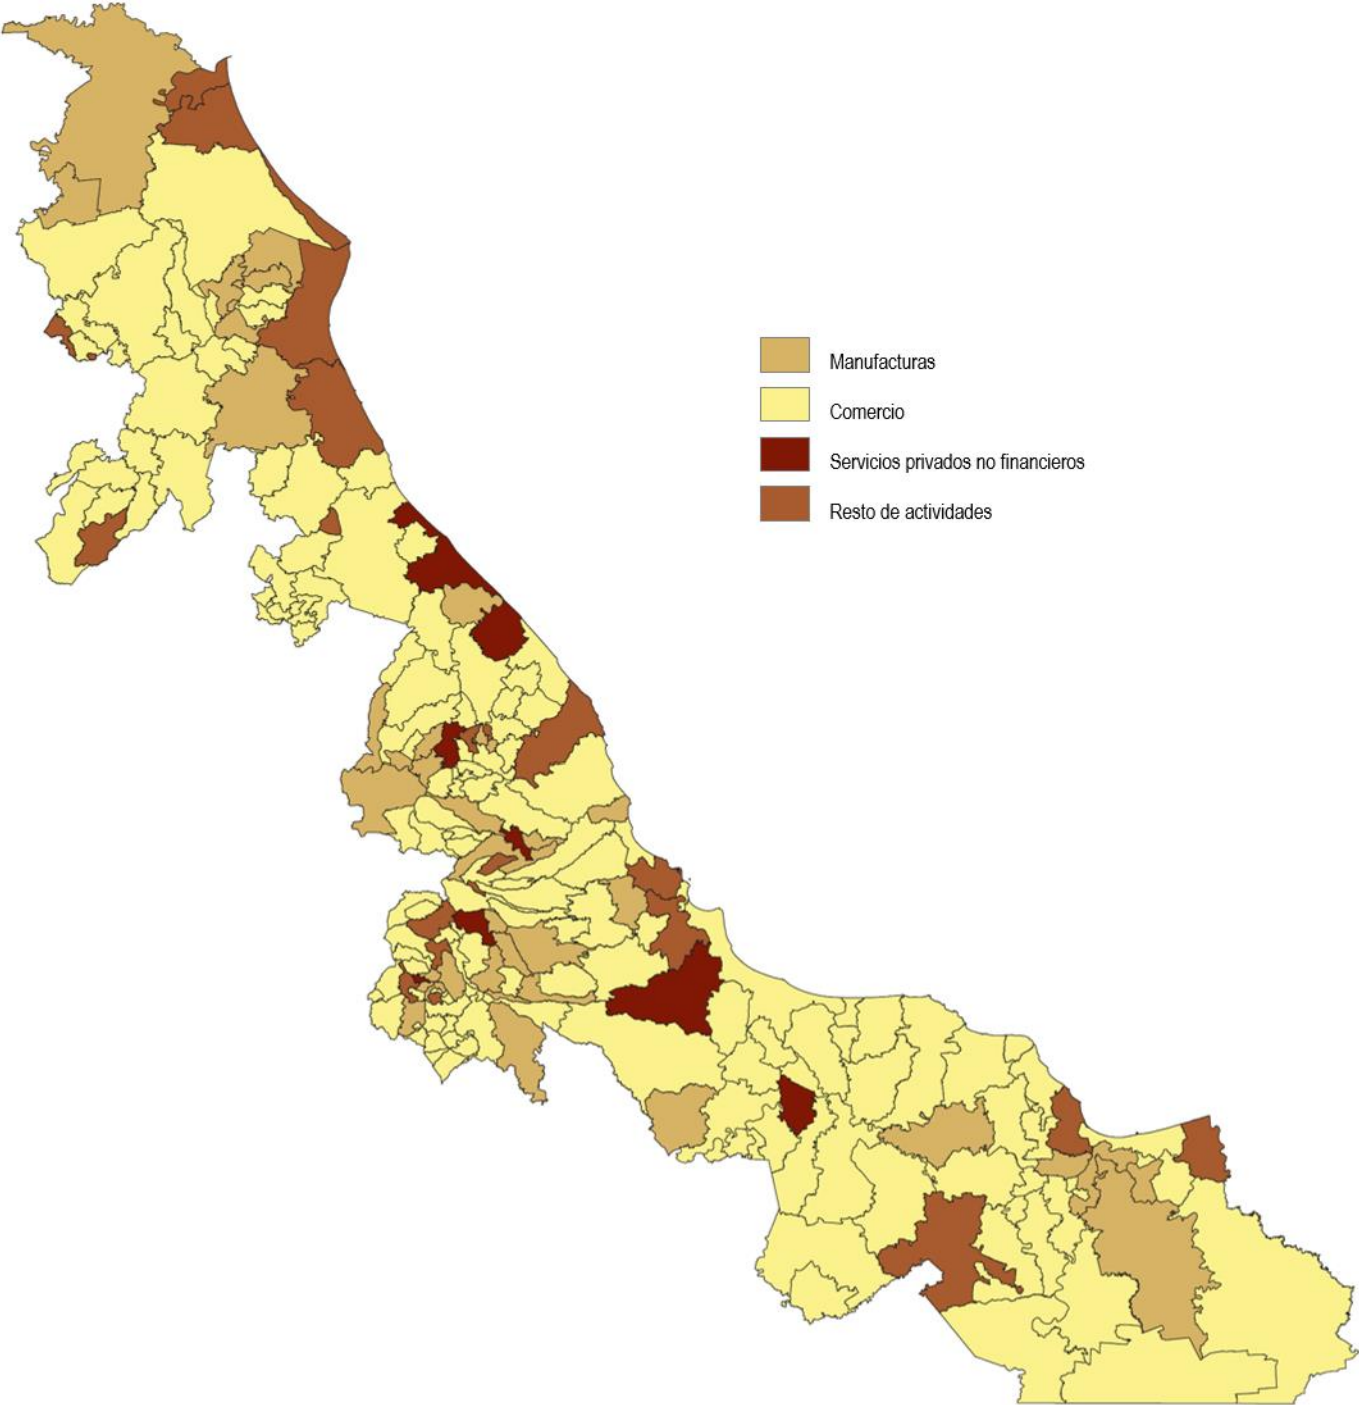 Manufacturas
Comercio
Servicios privados no financieros
Resto de actividades